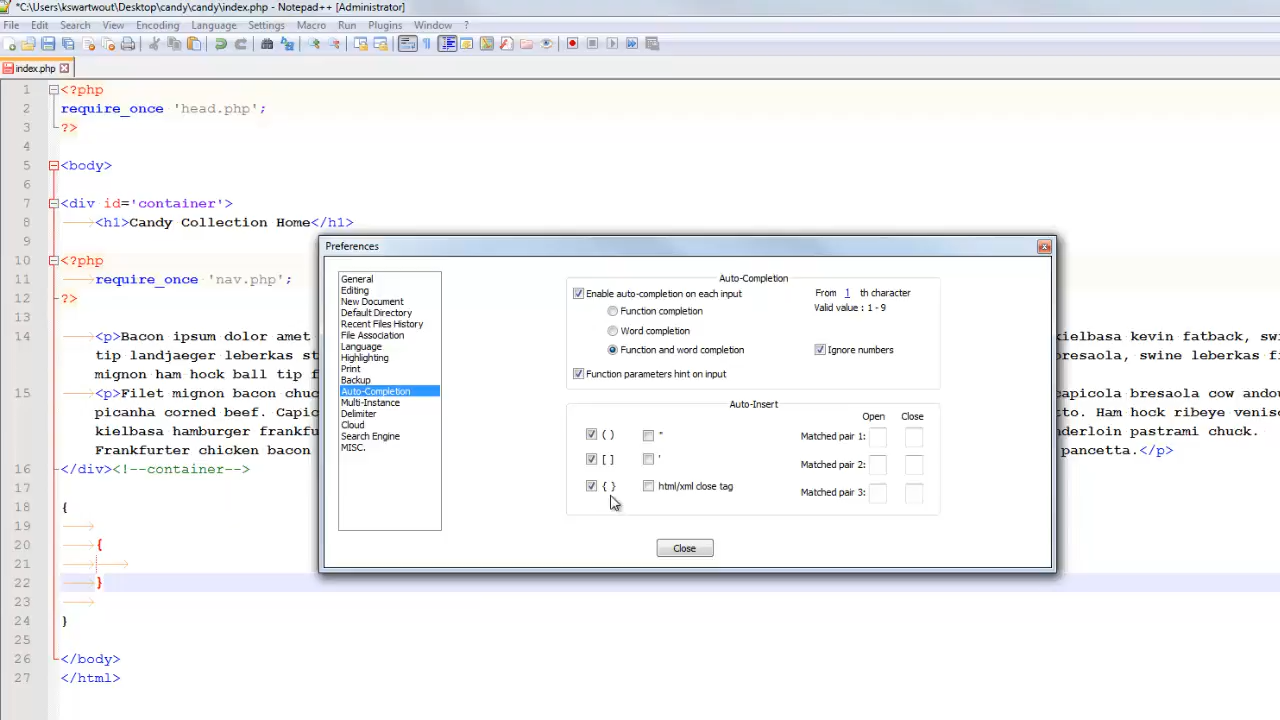 *C:\Users\kswartwout\Desktop\candy\candy\index.php - Notepad++ [Administrator]
File Edit Search View Encoding Language Settings Macro Run Plugins Window ?
index.php
1 <?php
2 require_once 'head.php';
3 ?>
4
5 <body>
6
7 <div id='container'>
8 <h1>Candy Collection Home</h1>
9
10 <?php
11 require_once 'nav.php';
12 ?>
13
14 <p>Bacon ipsum dolor amet kielbasa kevin fatback, sw
tip landjaeger leberkas st resaola, swine leberkas fi
mignon ham hock ball tip f
15 <p>Filet mignon bacon chuc capicola bresaola cow andou
picanha corned beef. Capic tto. Ham hock ribeye venis
kielbasa hamburger frankfu nderloin pastrami chuck.
Frankfurter chicken bacon pancetta.</p>
16 </div><!--container-->
17
18 {
19
20 {
21
22 }
23
24 }
25
26 </body>
27 </html>
Preferences
General
Editing
New Document
Default Directory
Recent Files History
File Association
Language
Highlighting
Print
Backup
Auto-Completion
Multi-Instance
Delimiter
Cloud
Search Engine
MISC.
Auto-Completion
Enable auto-completion on each input From 1 th character
Function completion Valid value : 1 - 9
Word completion
Function and word completion Ignore numbers
Function parameters hint on input
Auto-Insert
Open Close
( ) " Matched pair 1:
[ ] ' Matched pair 2:
{ } html/xml close tag Matched pair 3:
Close